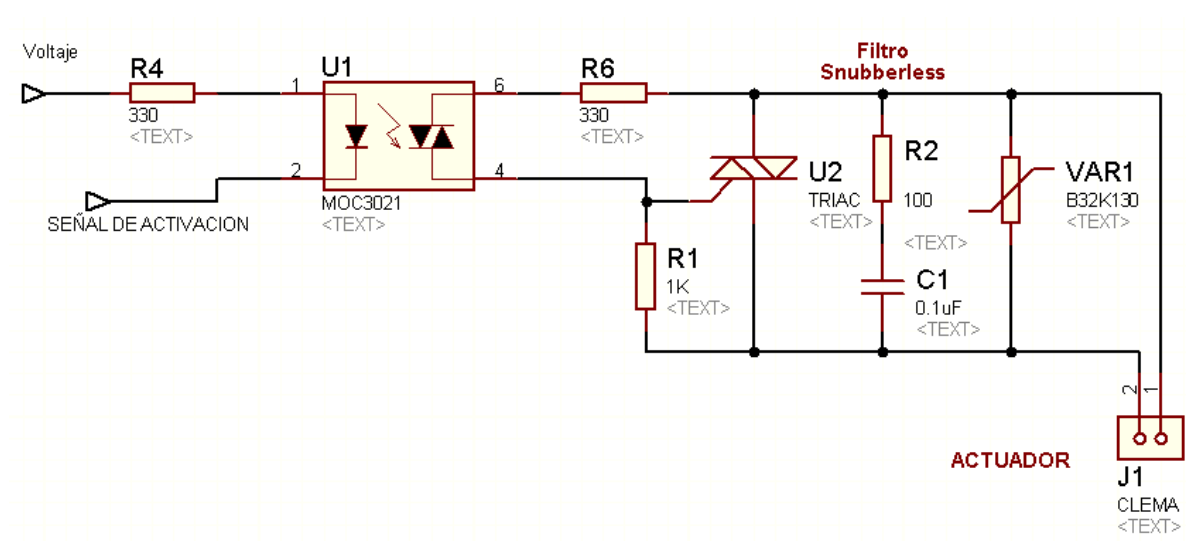 Voltaje
R4
330
<TEXT>
SEÑAL DE ACTIVACION
U1
1
2
6
4
MOC3021
<TEXT>
R6
330
<TEXT>
R1
1K
<TEXT>
Filtro
Snubberless
U2
TRIAC
<TEXT>
R2
100
<TEXT>
C1
0.1uF
<TEXT>
VAR1
B32K130
<TEXT>
2
1
ACTUADOR
J1
CLEMA
<TEXT>